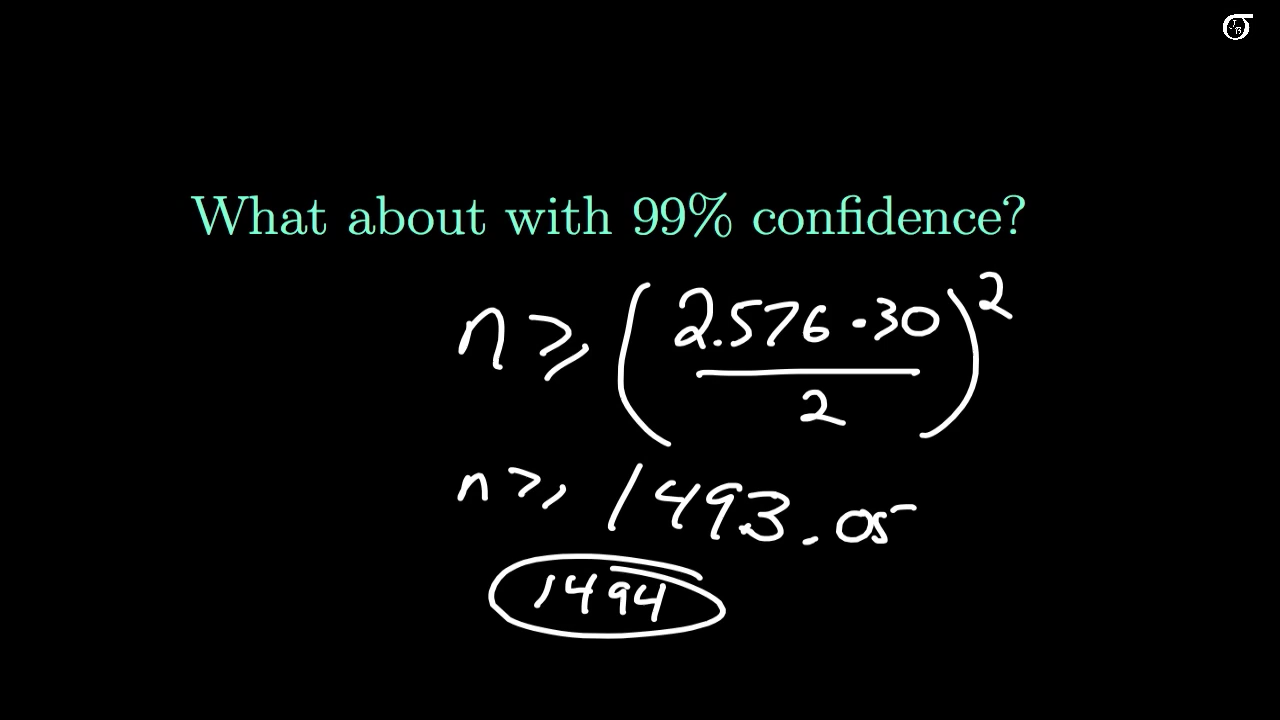 What about with 99% confidence?
n ≥ (2.576 · 30 / 2)²
n ≥ 1493.05
1494